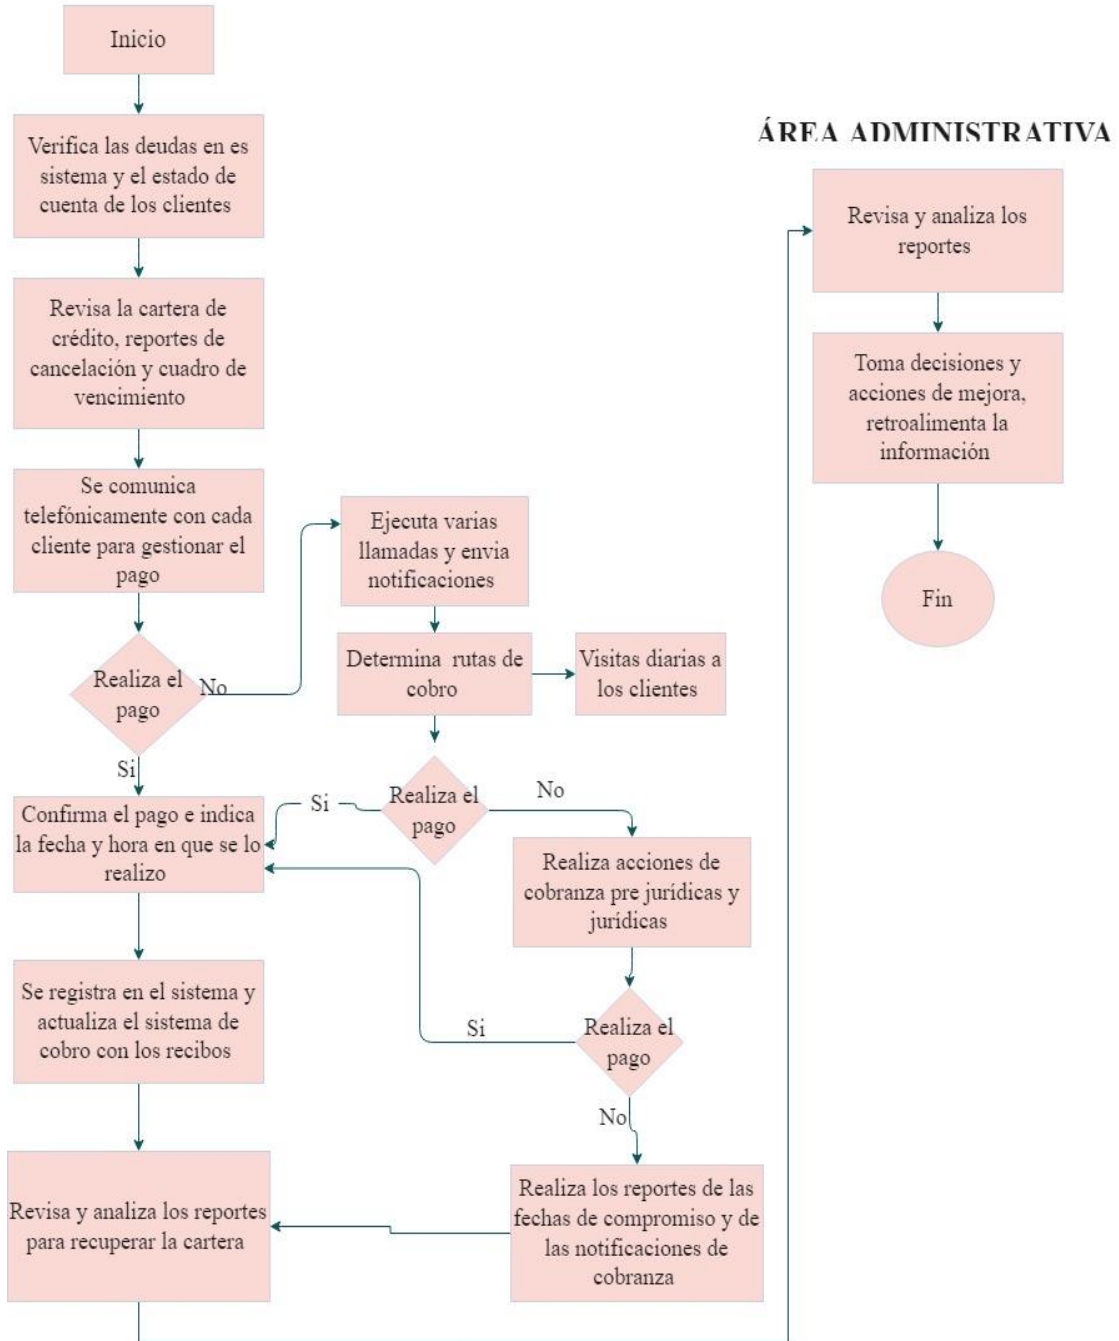 Inicio
Verifica las deudas en es
sistema y el estado de
cuenta de los clientes
Revisa la cartera de
crédito, reportes de
cancelación y cuadro de
vencimiento
Se comunica
telefónicamente con cada
cliente para gestionar el
pago
Realiza el
pago
No
Si
Ejecuta varias
llamadas y envia
notificaciones
Determina rutas de
cobro
Visitas diarias a
los clientes
Realiza el
pago
Si
No
Confirma el pago e indica
la fecha y hora en que se lo
realizo
Realiza acciones de
cobranza pre jurídicas y
jurídicas
Realiza el
pago
Si
No
Se registra en el sistema y
actualiza el sistema de
cobro con los recibos
Realiza los reportes de las
fechas de compromiso y de
las notificaciones de
cobranza
Revisa y analiza los reportes
para recuperar la cartera
ÁREA ADMINISTRATIVA
Revisa y analiza los
reportes
Toma decisiones y
acciones de mejora,
retroalimenta la
información
Fin